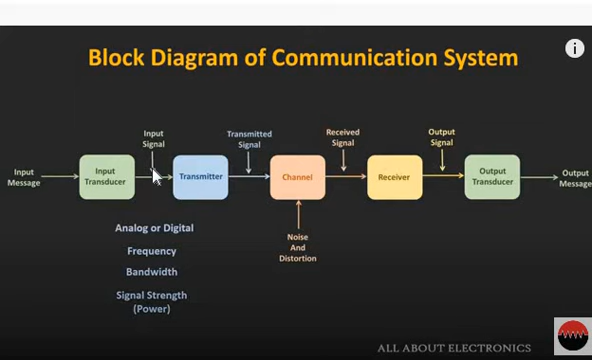 Block Diagram of Communication System
Input
Signal
Transmitted
Signal
Received
Signal
Output
Signal
Input
Message
Input
Transducer
Transmitter
Channel
Receiver
Output
Transducer
Output
Message
Analog or Digital
Frequency
Bandwidth
Signal Strength
(Power)
Noise
And
Distortion
ALL ABOUT ELECTRONICS